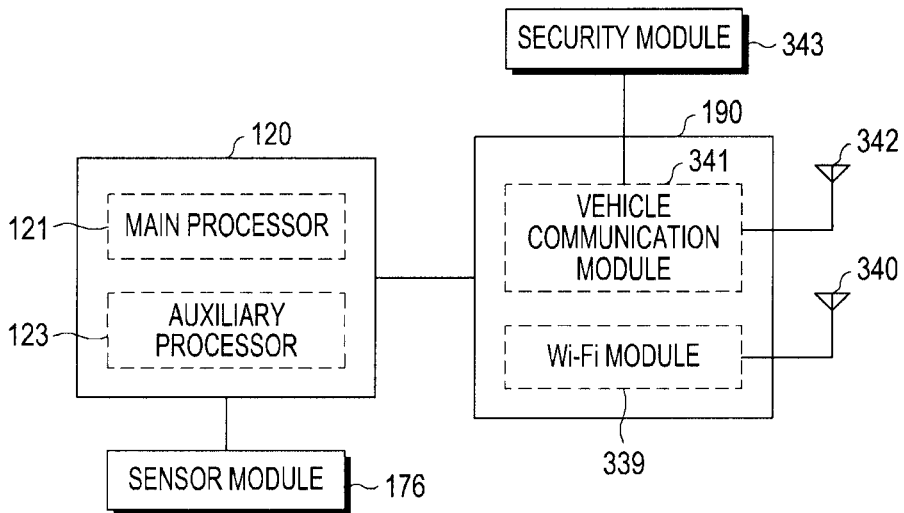 SECURITY MODULE
343
120
190
121
MAIN PROCESSOR
123
AUXILIARY
PROCESSOR
341
VEHICLE
COMMUNICATION
MODULE
342
340
Wi-Fi MODULE
339
SENSOR MODULE
176